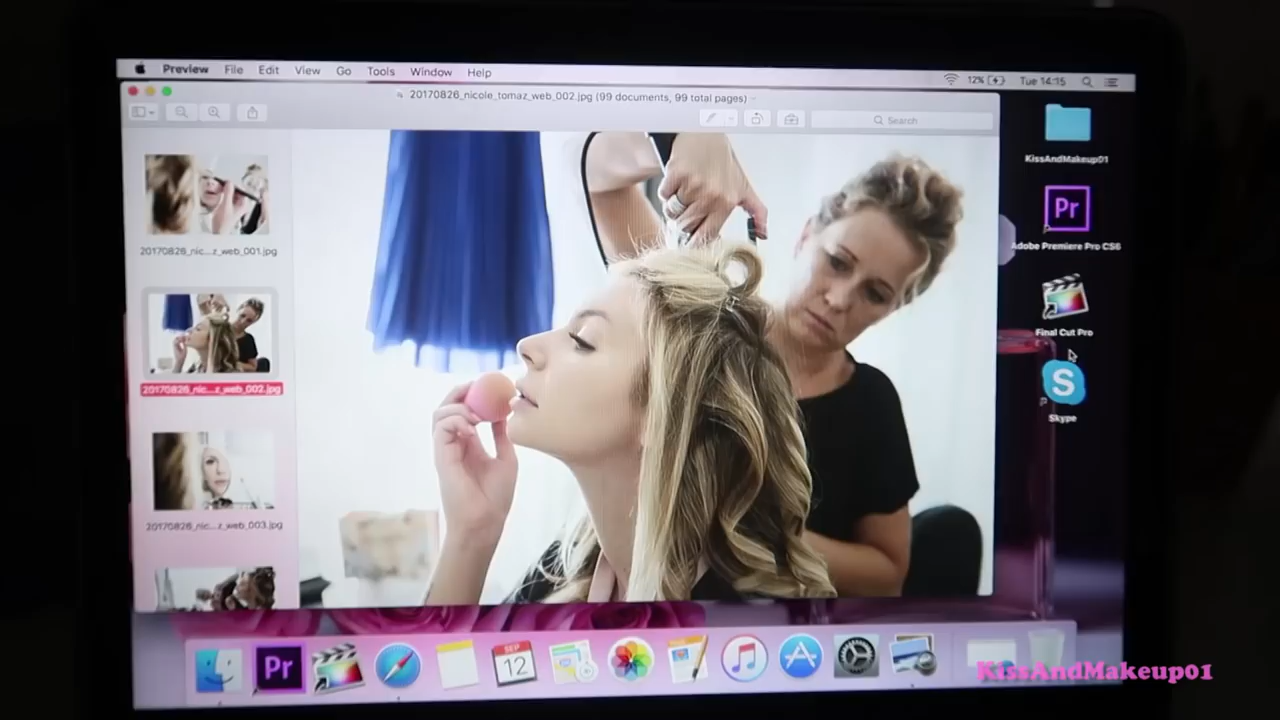 Preview File Edit View Go Tools Window Help 12% Tue 14:15
20170826_nicole_tomaz_web_002.jpg (99 documents, 99 total pages)
Search
20170826_nic...z_web_001.jpg
20170826_nic...z_web_002.jpg
20170826_nic...z_web_003.jpg
KissAndMakeup01
Pr
Adobe Premiere Pro CS6
Final Cut Pro
S
Skype
Pr
SEP
12
KissAndMakeup01